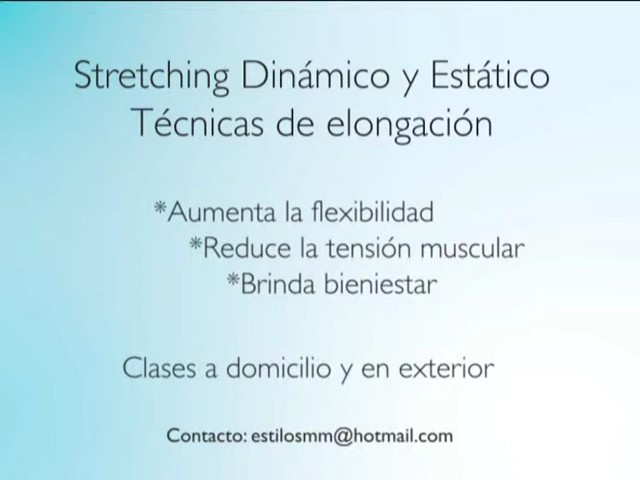 Stretching Dinámico y Estático
Técnicas de elongación
*Aumenta la flexibilidad
*Reduce la tensión muscular
*Brinda bieniestar
Clases a domicilio y en exterior
Contacto: estilosmm@hotmail.com